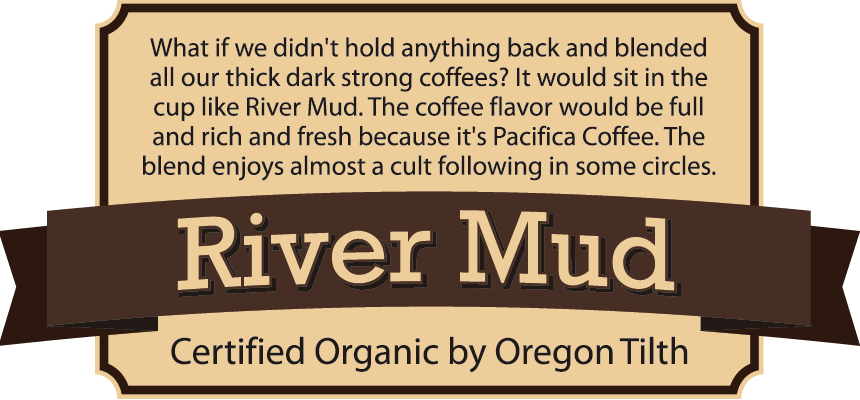 What if we didn't hold anything back and blended
all our thick dark strong coffees? It would sit in the
cup like River Mud. The coffee flavor would be full
and rich and fresh because it's Pacifica Coffee. The
blend enjoys almost a cult following in some circles.
River Mud
Certified Organic by Oregon Tilth